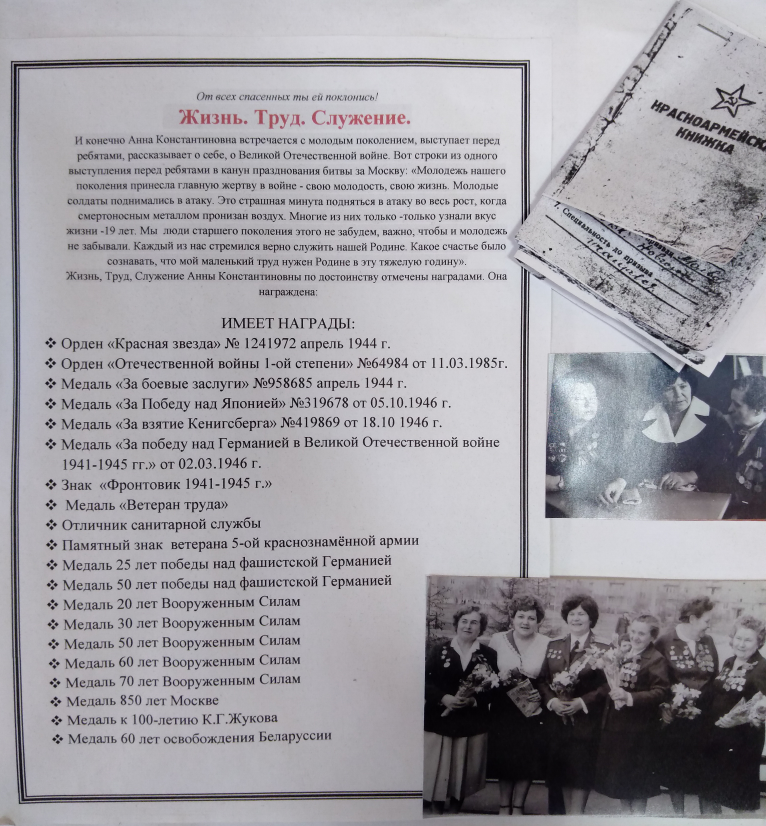 От всех спасенных ты ей поклонись!
Жизнь. Труд. Служение.
И конечно Анна Константиновна встречается с молодым поколением, выступает перед
ребятами, рассказывает о себе, о Великой Отечественной войне. Вот строки из одного
выступления перед ребятами в канун празднования битвы за Москву: «Молодежь нашего
поколения принесла главную жертву в войне - свою молодость, свою жизнь. Молодые
солдаты поднимались в атаку. Это страшная минута подняться в атаку во весь рост, когда
смертоносным металлом пронизан воздух. Многие из них только -только узнали вкус
жизни -19 лет. Мы люди старшего поколения этого не забудем, важно, чтобы и молодежь
не забывали. Каждый из нас стремился верно служить нашей Родине. Какое счастье было
сознавать, что мой маленький труд нужен Родине в эту тяжелую годину».
Жизнь, Труд, Служение Анны Константиновны по достоинству отмечены наградами. Она
награждена:
ИМЕЕТ НАГРАДЫ:
❖ Орден «Красная звезда» № 1241972 апрель 1944 г.
❖ Орден «Отечественной войны 1-ой степени» №64984 от 11.03.1985г.
❖ Медаль «За боевые заслуги» №958685 апрель 1944 г.
❖ Медаль «За Победу над Японией» №319678 от 05.10.1946 г.
❖ Медаль «За взятие Кенигсберга» №419869 от 18.10 1946 г.
❖ Медаль «За победу над Германией в Великой Отечественной войне
1941-1945 гг.» от 02.03.1946 г.
❖ Знак «Фронтовик 1941-1945 г.»
❖ Медаль «Ветеран труда»
❖ Отличник санитарной службы
❖ Памятный знак ветерана 5-ой краснознамённой армии
❖ Медаль 25 лет победы над фашистской Германией
❖ Медаль 50 лет победы над фашистской Германией
❖ Медаль 20 лет Вооруженным Силам
❖ Медаль 30 лет Вооруженным Силам
❖ Медаль 50 лет Вооруженным Силам
❖ Медаль 60 лет Вооруженным Силам
❖ Медаль 70 лет Вооруженным Силам
❖ Медаль 850 лет Москве
❖ Медаль к 100-летию К.Г.Жукова
❖ Медаль 60 лет освобождения Беларуссии
КРАСНОАРМЕЙСКА
КНИЖКА
7. Специальность до призыва